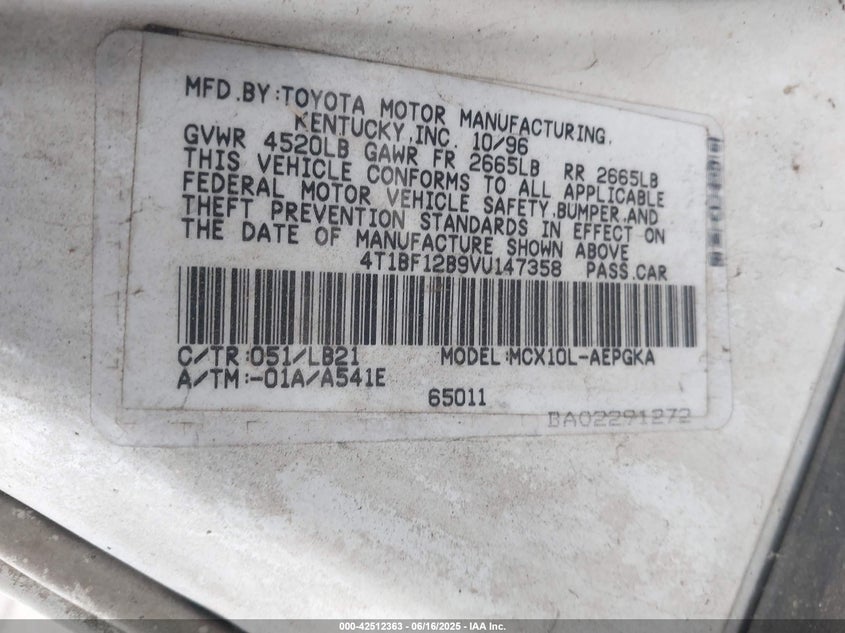 MFD.BY:TOYOTA MOTOR MANUFACTURING,
KENTUCKY,INC. 10/96
GVWR 4520LB GAWR FR 2665LB RR 2665LB
THIS VEHICLE CONFORMS TO ALL APPLICABLE
FEDERAL MOTOR VEHICLE SAFETY,BUMPER,AND
THEFT PREVENTION STANDARDS IN EFFECT ON
THE DATE OF MANUFACTURE SHOWN ABOVE
4T1BF12B9VU147358 PASS.CAR
C/TR:051/LB21 MODEL:MCX10L-AEPGKA
A/TM:-01A/A541E
65011
BA02291272
000-42512363 - 06/16/2025 - IAA Inc.